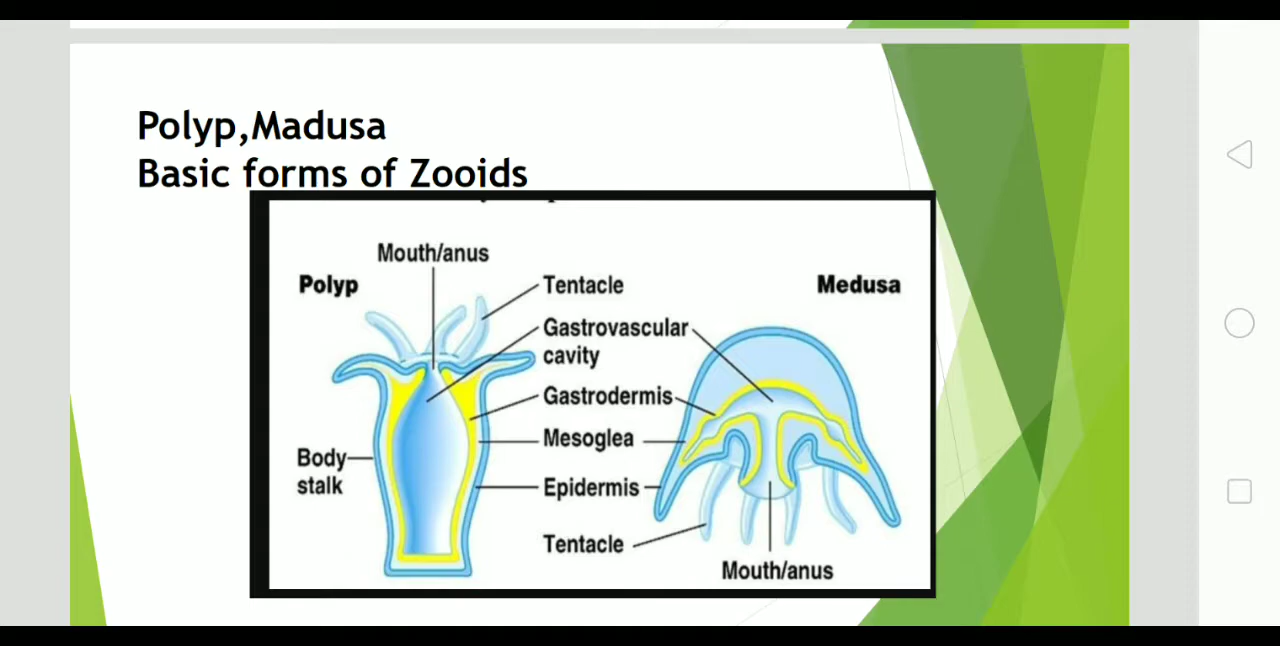 Polyp,Madusa
Basic forms of Zooids
Mouth/anus
Polyp
Tentacle
Medusa
Gastrovascular
cavity
Gastrodermis
Mesoglea
Body
stalk
Epidermis
Tentacle
Mouth/anus